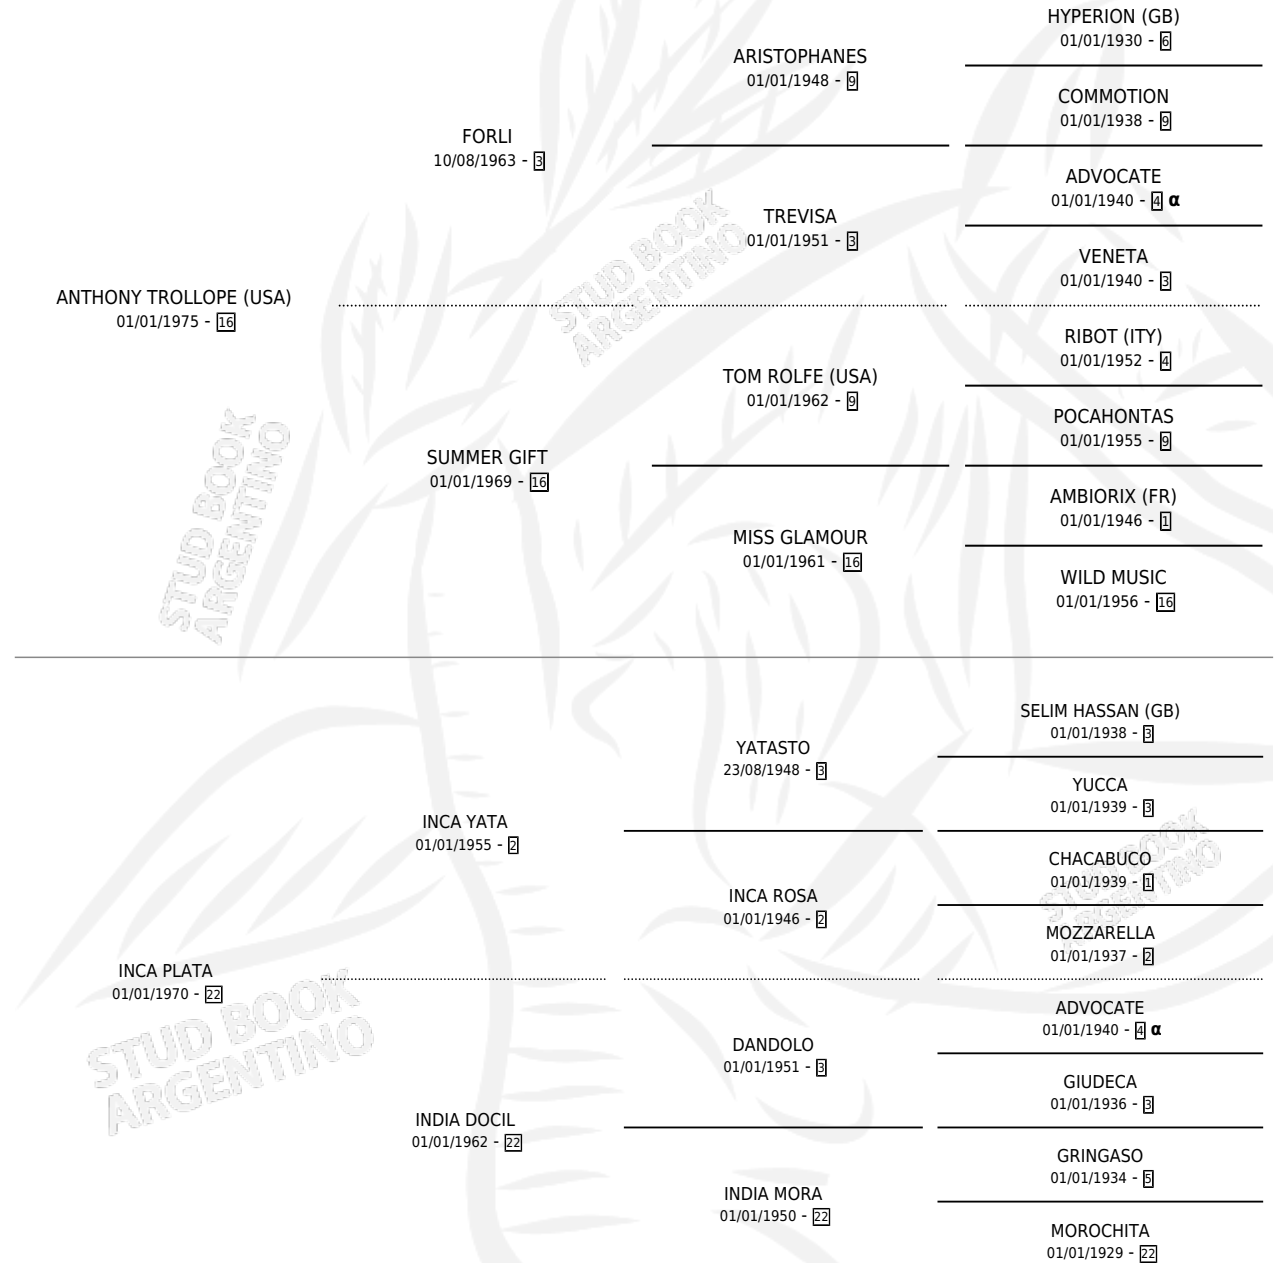 HYPERION (GB)
01/01/1930 - 6
ARISTOPHANES
01/01/1948 - 9
COMMOTION
01/01/1938 - 9
FORLI
10/08/1963 - 3
ADVOCATE
01/01/1940 - 4 α
TREVISA
01/01/1951 - 3
VENETA
01/01/1940 - 3
ANTHONY TROLLOPE (USA)
01/01/1975 - 16
RIBOT (ITY)
01/01/1952 - 4
TOM ROLFE (USA)
01/01/1962 - 9
POCAHONTAS
01/01/1955 - 9
SUMMER GIFT
01/01/1969 - 16
AMBIORIX (FR)
01/01/1946 - 1
MISS GLAMOUR
01/01/1961 - 16
WILD MUSIC
01/01/1956 - 16
SELIM HASSAN (GB)
01/01/1938 - 3
YATASTO
23/08/1948 - 3
YUCCA
01/01/1939 - 3
INCA YATA
01/01/1955 - 2
CHACABUCO
01/01/1939 - 1
INCA ROSA
01/01/1946 - 2
MOZZARELLA
01/01/1937 - 2
INCA PLATA
01/01/1970 - 22
ADVOCATE
01/01/1940 - 4 α
DANDOLO
01/01/1951 - 3
GIUDECA
01/01/1936 - 3
INDIA DOCIL
01/01/1962 - 22
GRINGASO
01/01/1934 - 5
INDIA MORA
01/01/1950 - 22
MOROCHITA
01/01/1929 - 22
STUD BOOK
ARGENTINO
STUD BOOK
ARGENTINO
STUD BOOK
ARGENTINO
STUD BOOK
ARGENTINO